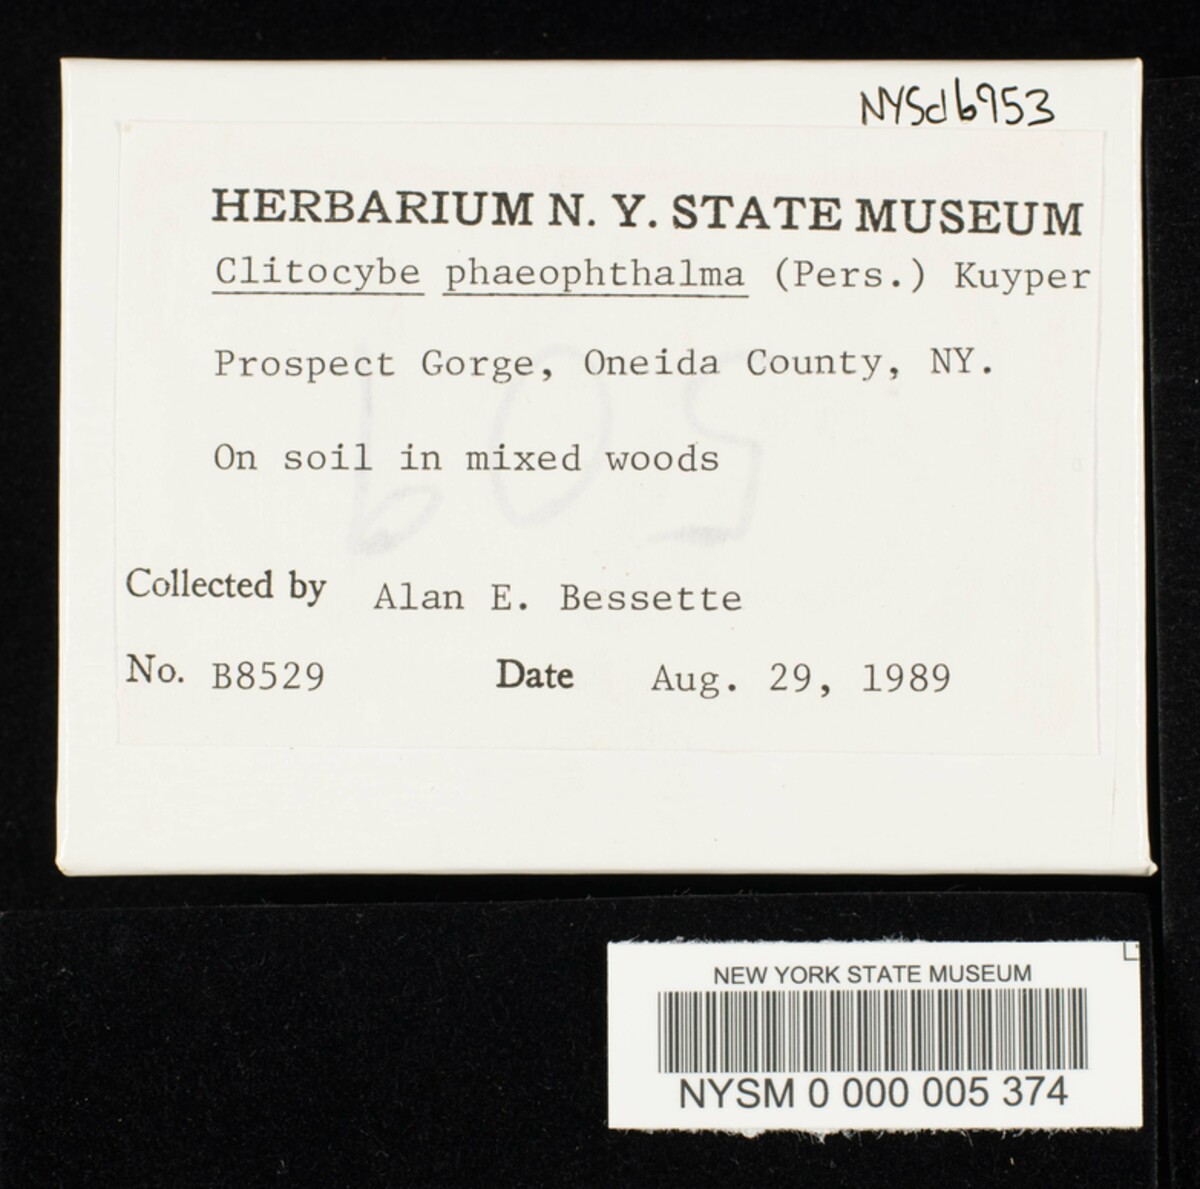 NYSd6953
HERBARIUM N. Y. STATE MUSEUM
Clitocybe phaeophthalma (Pers.) Kuyper
Prospect Gorge, Oneida County, NY.
On soil in mixed woods
Collected by Alan E. Bessette
No. B8529 Date Aug. 29, 1989
NEW YORK STATE MUSEUM
NYSM 0 000 005 374